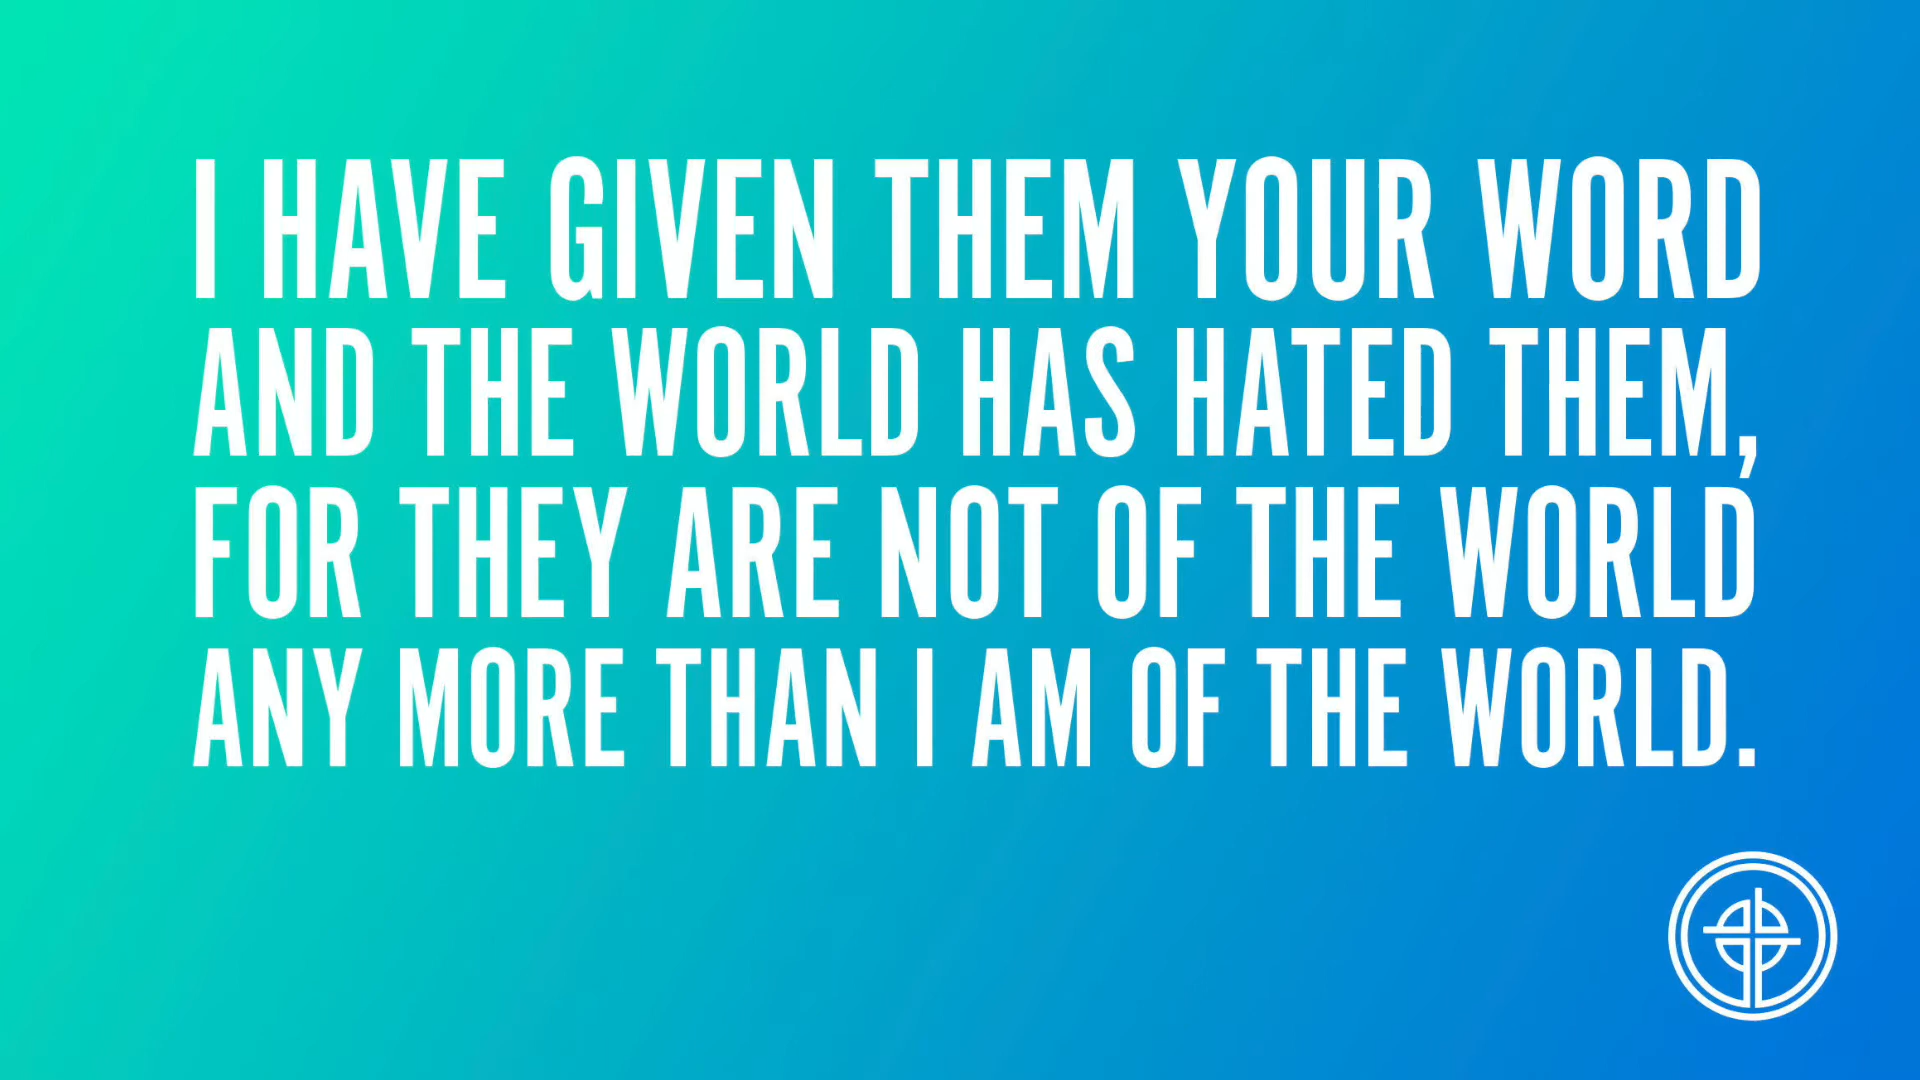 I HAVE GIVEN THEM YOUR WORD
AND THE WORLD HAS HATED THEM,
FOR THEY ARE NOT OF THE WORLD
ANY MORE THAN I AM OF THE WORLD.